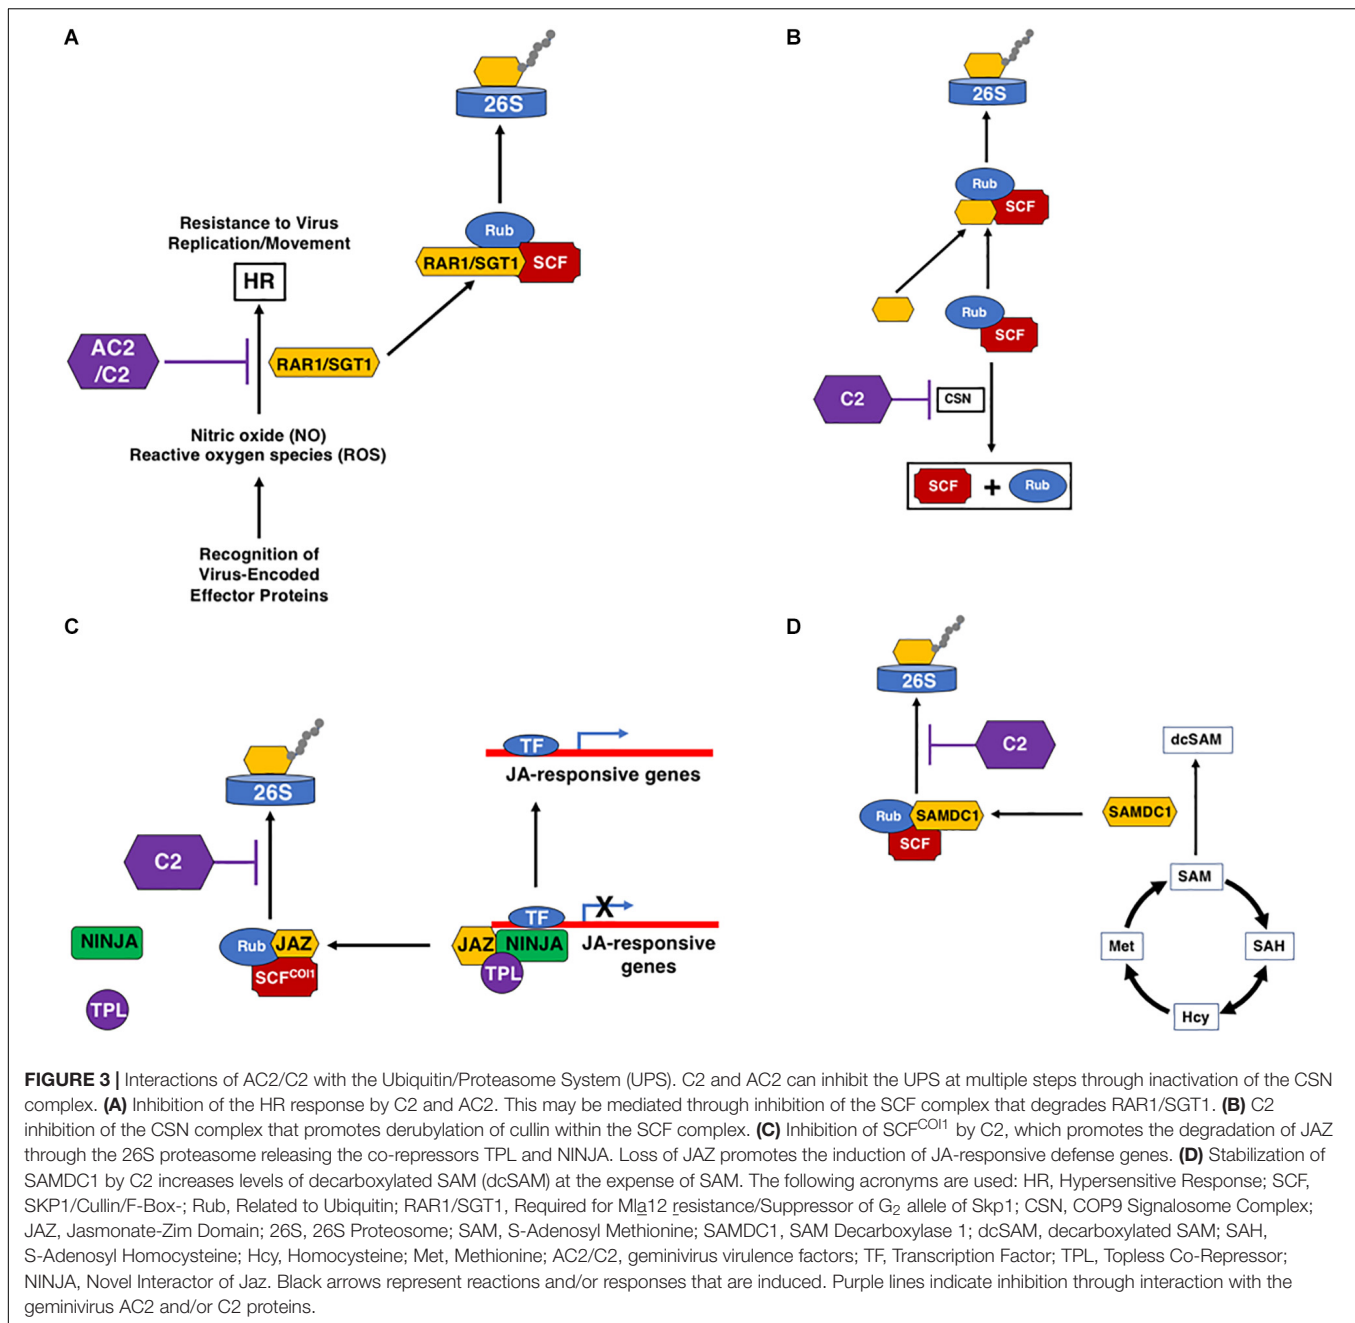 A
26S
Rub
RAR1/SGT1
SCF
Resistance to Virus
Replication/Movement
HR
AC2
/C2
RAR1/SGT1
Nitric oxide (NO)
Reactive oxygen species (ROS)
Recognition of
Virus-Encoded
Effector Proteins
B
26S
Rub
SCF
Rub
SCF
C2
CSN
SCF
+
Rub
C
26S
C2
NINJA
TPL
Rub
JAZ
SCFCOI1
TF
JA-responsive genes
TF
X
JAZ
NINJA
TPL
JA-responsive
genes
D
26S
C2
Rub
SAMDC1
SCF
SAMDC1
dcSAM
SAM
Met
SAH
Hcy
FIGURE 3 | Interactions of AC2/C2 with the Ubiquitin/Proteasome System (UPS). C2 and AC2 can inhibit the UPS at multiple steps through inactivation of the CSN
complex. (A) Inhibition of the HR response by C2 and AC2. This may be mediated through inhibition of the SCF complex that degrades RAR1/SGT1. (B) C2
inhibition of the CSN complex that promotes derubylation of cullin within the SCF complex. (C) Inhibition of SCFCOI1 by C2, which promotes the degradation of JAZ
through the 26S proteasome releasing the co-repressors TPL and NINJA. Loss of JAZ promotes the induction of JA-responsive defense genes. (D) Stabilization of
SAMDC1 by C2 increases levels of decarboxylated SAM (dcSAM) at the expense of SAM. The following acronyms are used: HR, Hypersensitive Response; SCF,
SKP1/Cullin/F-Box-; Rub, Related to Ubiquitin; RAR1/SGT1, Required for Mla12 resistance/Suppressor of G2 allele of Skp1; CSN, COP9 Signalosome Complex;
JAZ, Jasmonate-Zim Domain; 26S, 26S Proteosome; SAM, S-Adenosyl Methionine; SAMDC1, SAM Decarboxylase 1; dcSAM, decarboxylated SAM; SAH,
S-Adenosyl Homocysteine; Hcy, Homocysteine; Met, Methionine; AC2/C2, geminivirus virulence factors; TF, Transcription Factor; TPL, Topless Co-Repressor;
NINJA, Novel Interactor of Jaz. Black arrows represent reactions and/or responses that are induced. Purple lines indicate inhibition through interaction with the
geminivirus AC2 and/or C2 proteins.